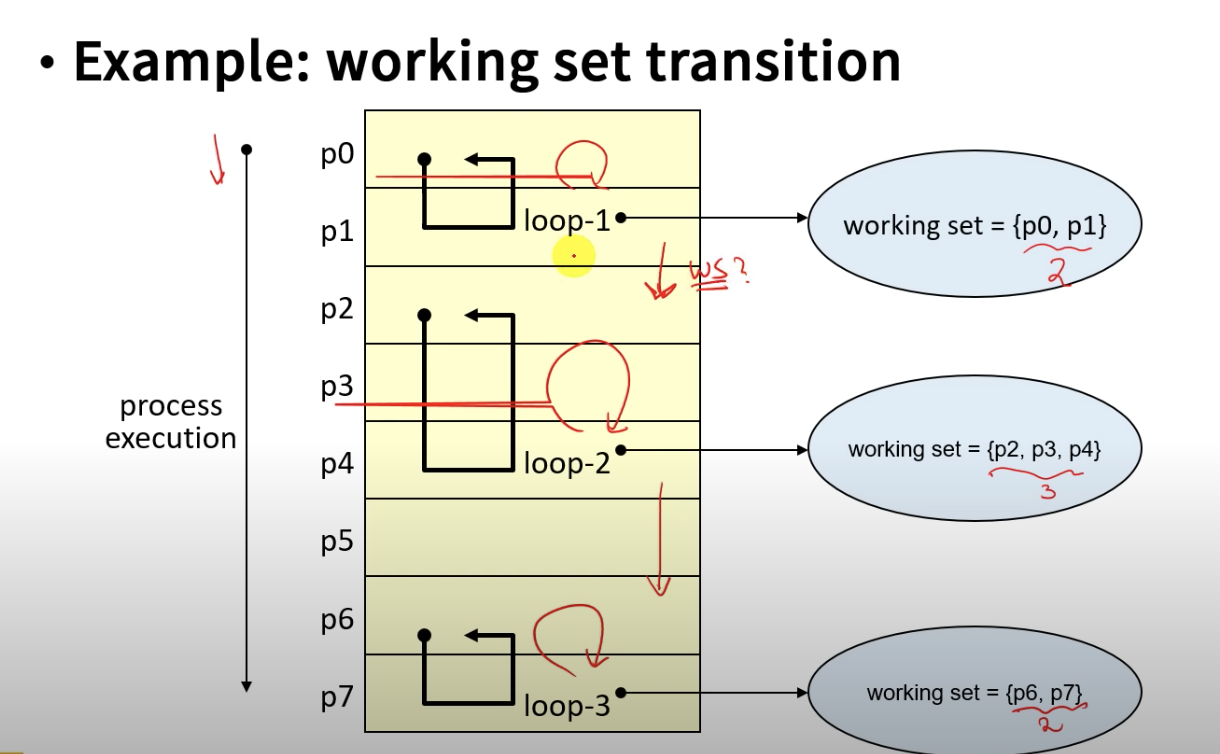 • Example: working set transition
p0
p1
loop-1
working set = {p0, p1}
2
ws?
p2
p3
process
execution
p4
loop-2
working set = {p2, p3, p4}
3
p5
p6
p7
loop-3
working set = {p6, p7}
2